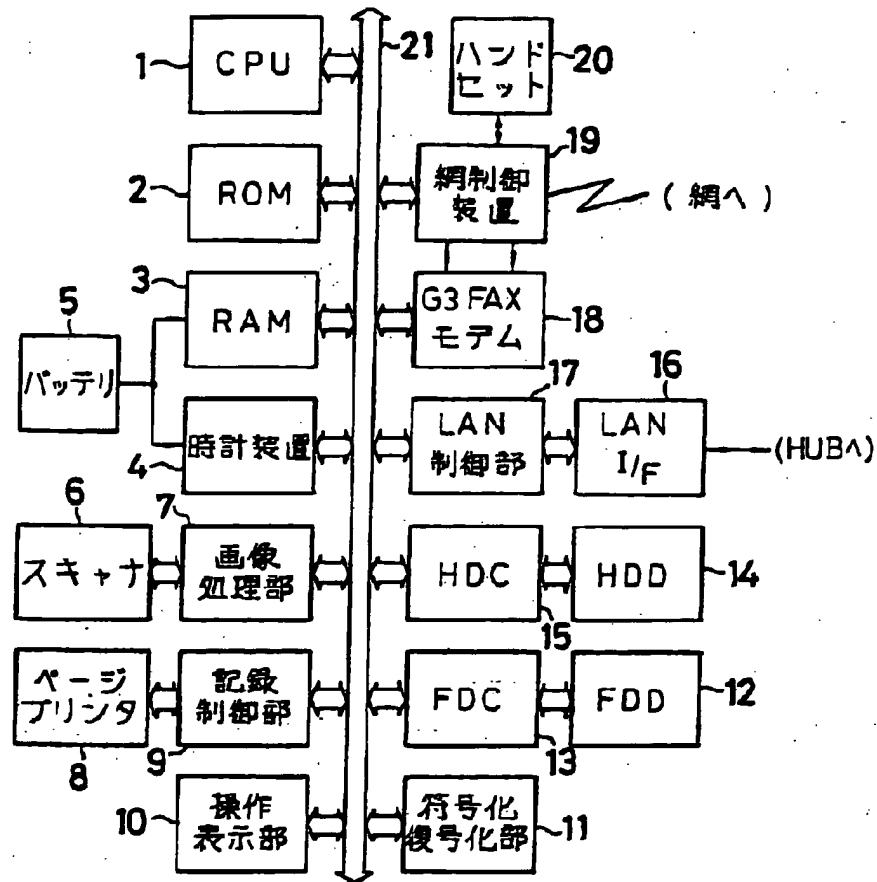 1
CPU
21
ハンド
セット
20
2
ROM
網制御
装置
19
(網へ)
3
RAM
G3 FAX
モデム
18
5
バッテリ
4
時計装置
17
LAN
制御部
16
LAN
I/F
(HUBへ)
6
スキャナ
7
画像
処理部
HDC
15
HDD
14
ページ
プリンタ
8
記録
制御部
9
FDC
13
FDD
12
10
操作
表示部
符号化
復号化部
11